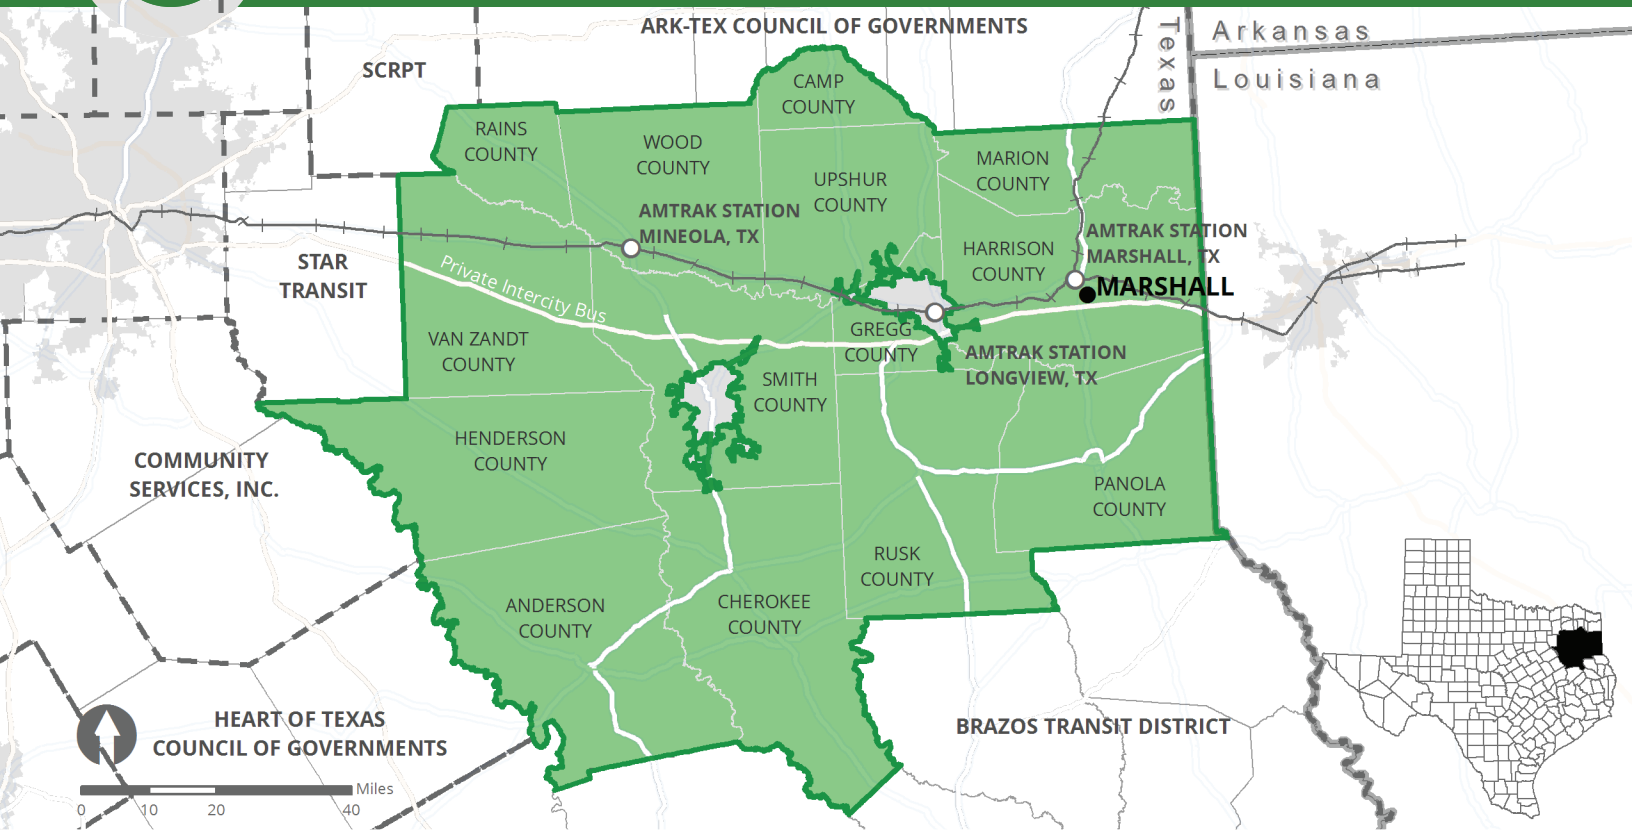 ARK-TEX COUNCIL OF GOVERNMENTS
Texas
Arkansas
Louisiana
SCRPT
CAMP
COUNTY
RAINS
COUNTY
WOOD
COUNTY
MARION
COUNTY
UPSHUR
COUNTY
AMTRAK STATION
MINEOLA, TX
AMTRAK STATION
MARSHALL, TX
HARRISON
COUNTY
MARSHALL
STAR
TRANSIT
Private Intercity Bus
GREGG
COUNTY
VAN ZANDT
COUNTY
AMTRAK STATION
LONGVIEW, TX
SMITH
COUNTY
HENDERSON
COUNTY
COMMUNITY
SERVICES, INC.
PANOLA
COUNTY
RUSK
COUNTY
ANDERSON
COUNTY
CHEROKEE
COUNTY
HEART OF TEXAS
COUNCIL OF GOVERNMENTS
BRAZOS TRANSIT DISTRICT
Miles
0 10 20 40